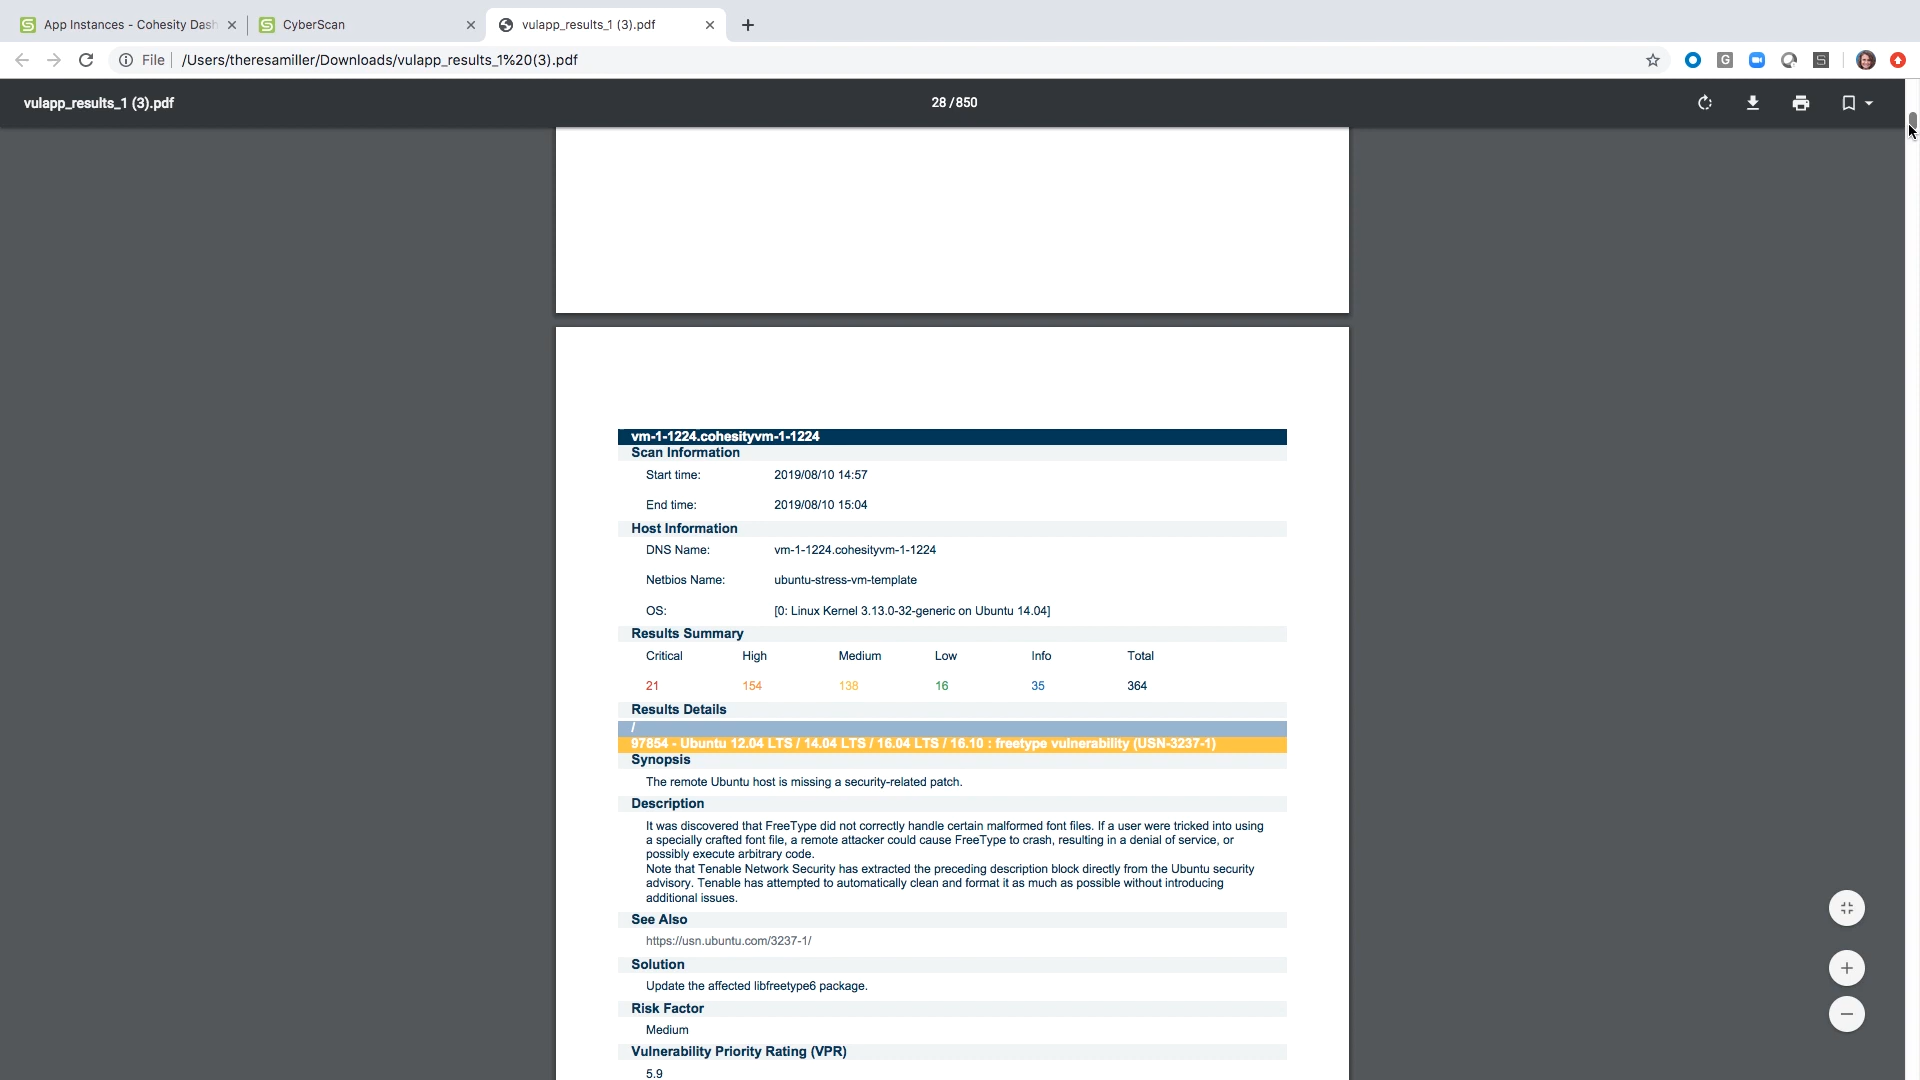 App Instances - Cohesity Dash
CyberScan
vulapp_results_1 (3).pdf
File
/Users/theresamiller/Downloads/vulapp_results_1%20(3).pdf
G
S
vulapp_results_1 (3).pdf
28 / 850
vm-1-1224.cohesityvm-1-1224
Scan Information
Start time: 2019/08/10 14:57
End time: 2019/08/10 15:04
Host Information
DNS Name: vm-1-1224.cohesityvm-1-1224
Netbios Name: ubuntu-stress-vm-template
OS: [0: Linux Kernel 3.13.0-32-generic on Ubuntu 14.04]
Results Summary
Critical High Medium Low Info Total
21 154 138 16 35 364
Results Details
/
97854 - Ubuntu 12.04 LTS / 14.04 LTS / 16.04 LTS / 16.10 : freetype vulnerability (USN-3237-1)
Synopsis
The remote Ubuntu host is missing a security-related patch.
Description
It was discovered that FreeType did not correctly handle certain malformed font files. If a user were tricked into using
a specially crafted font file, a remote attacker could cause FreeType to crash, resulting in a denial of service, or
possibly execute arbitrary code.
Note that Tenable Network Security has extracted the preceding description block directly from the Ubuntu security
advisory. Tenable has attempted to automatically clean and format it as much as possible without introducing
additional issues.
See Also
https://usn.ubuntu.com/3237-1/
Solution
Update the affected libfreetype6 package.
Risk Factor
Medium
Vulnerability Priority Rating (VPR)
5.9